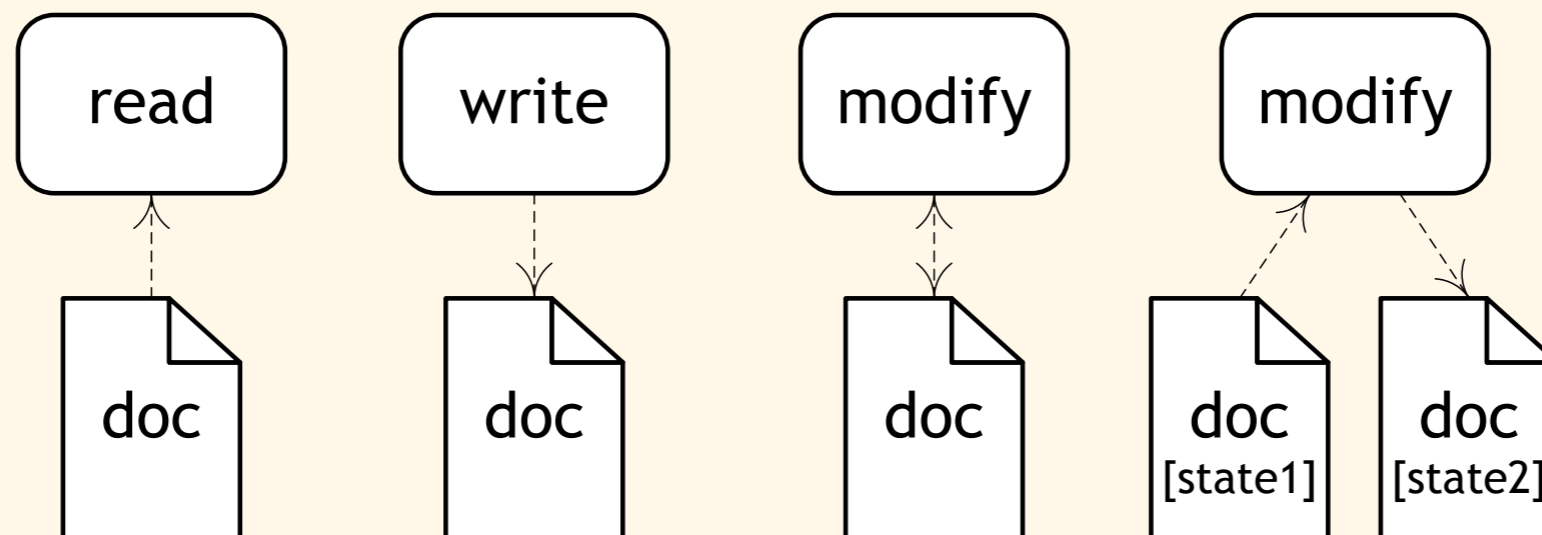 read
write
modify
modify
doc
doc
doc
doc
[state1]
doc
[state2]